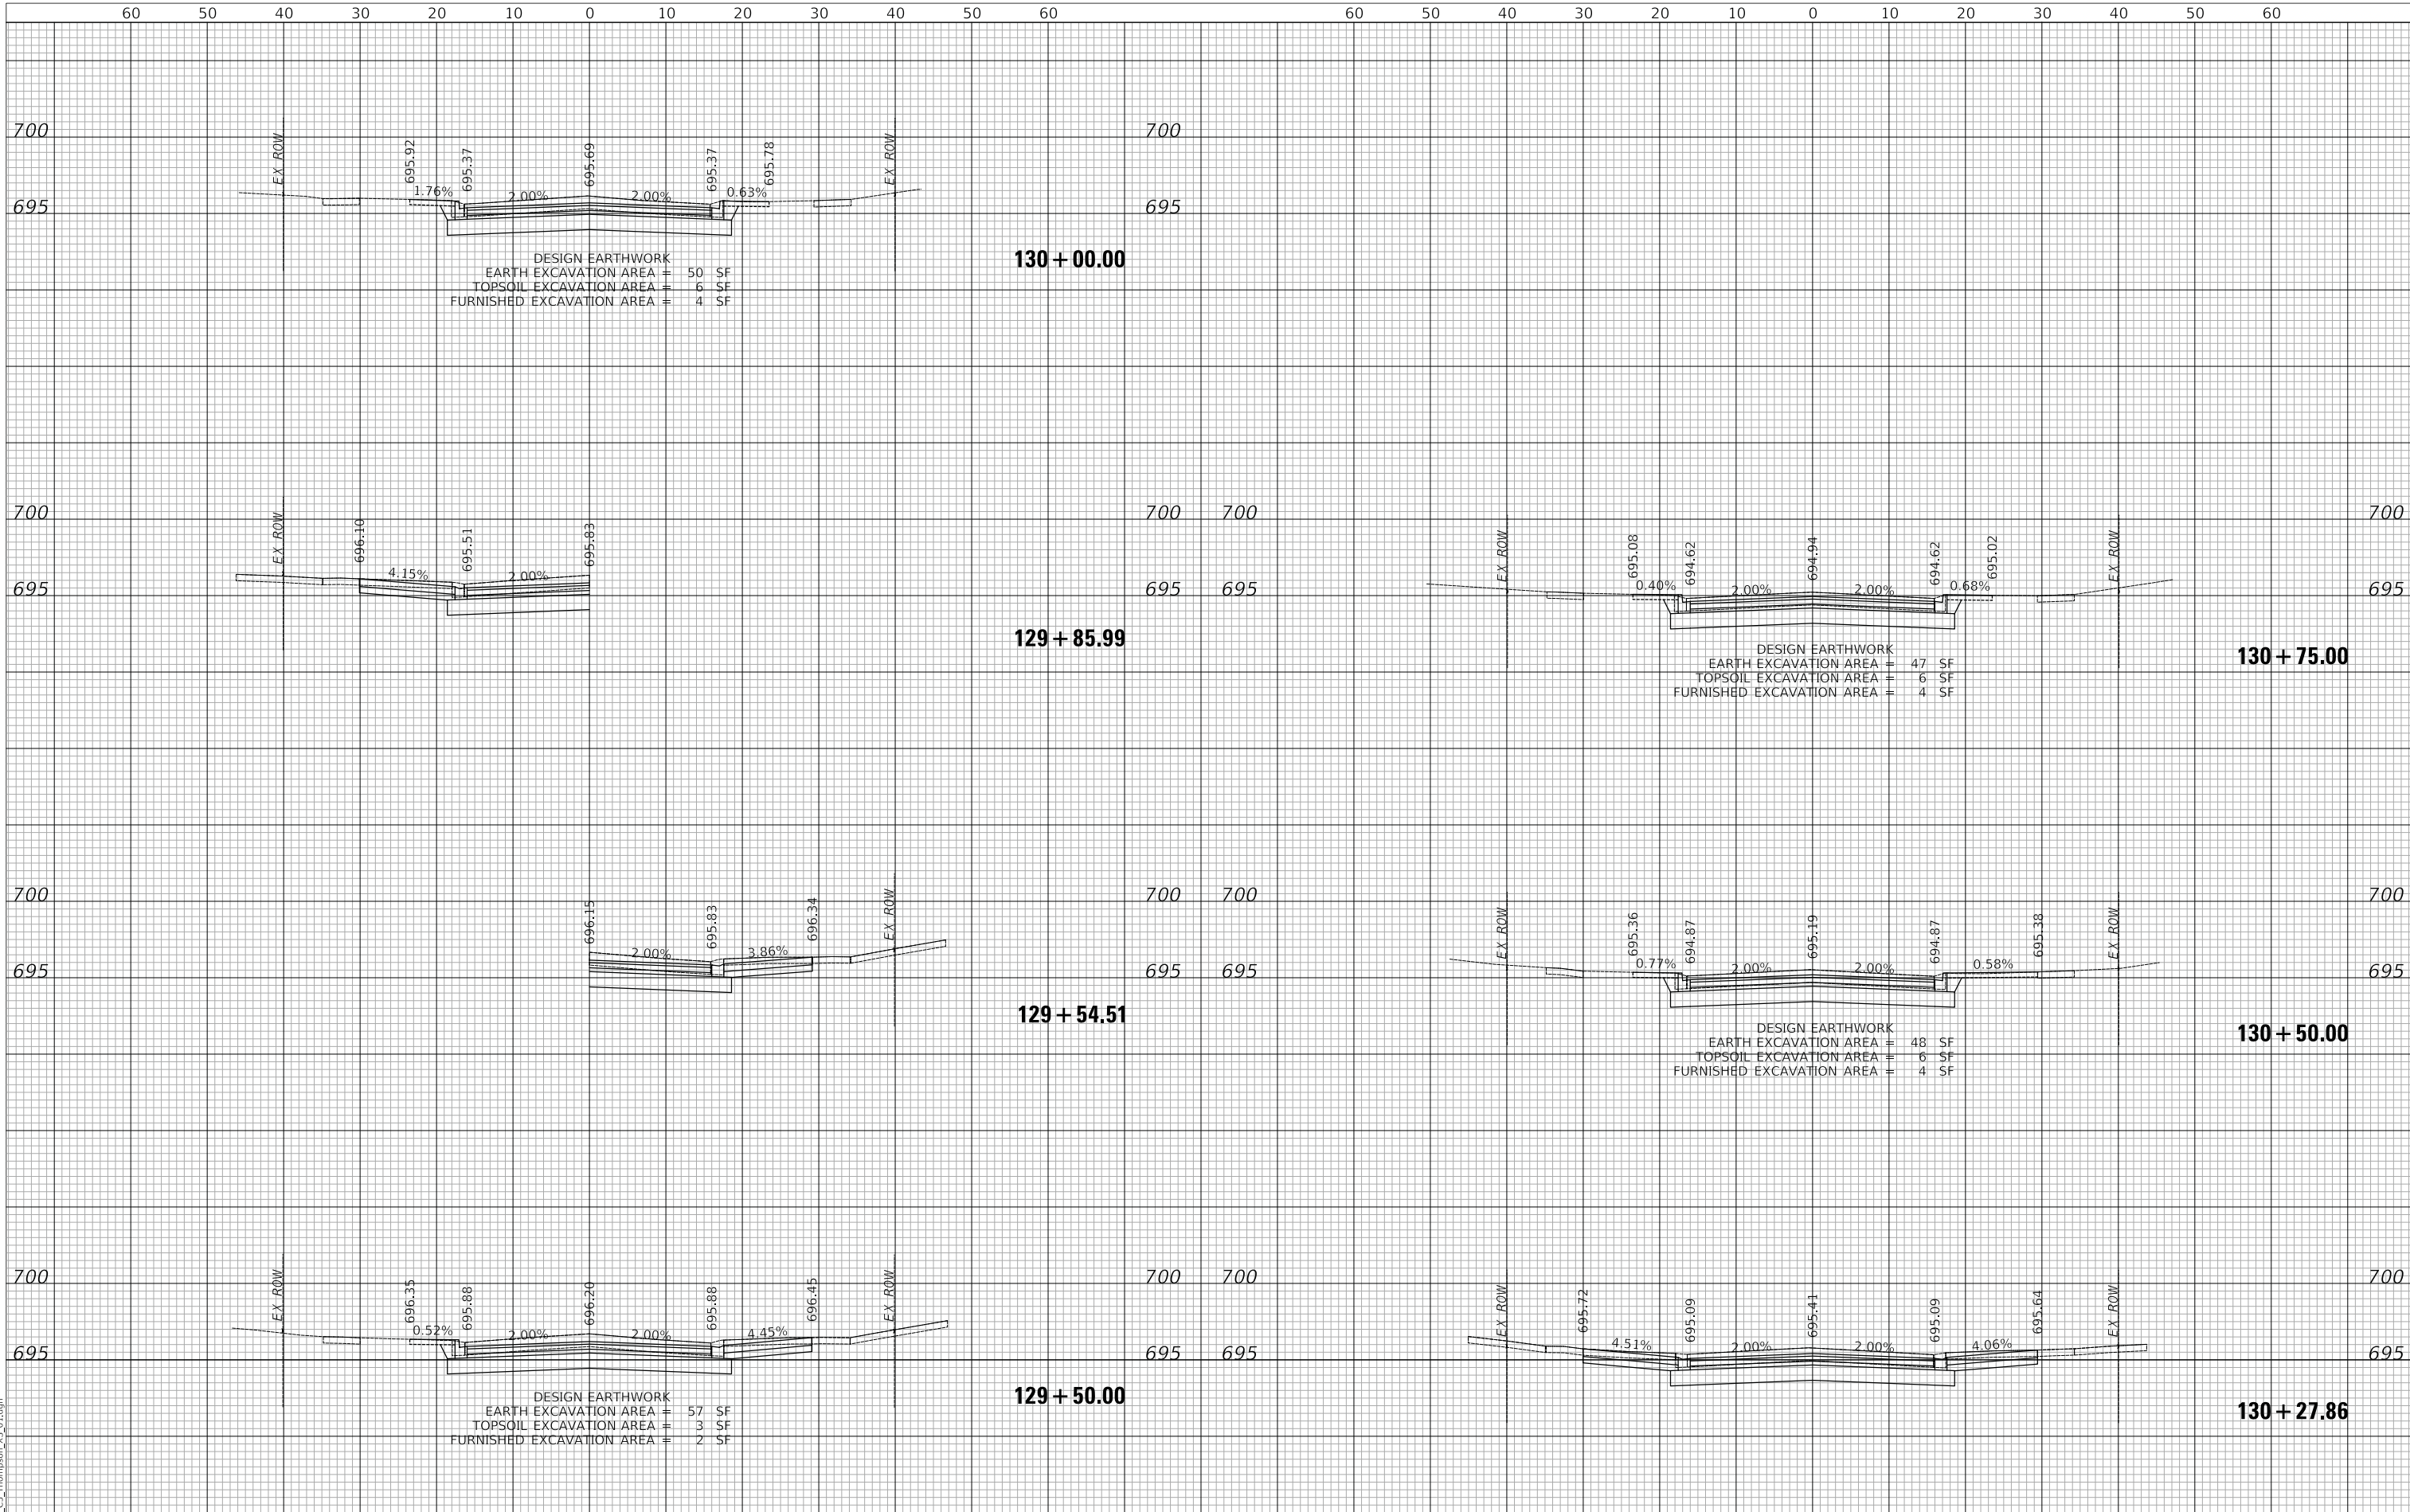 60 50 40 30 20 10 0 10 20 30 40 50 60 60 50 40 30 20 10 0 10 20 30 40 50 60
700 700
EX ROW 695.92 695.37 695.69 695.37 695.78 EX ROW
1.76% 2.00% 2.00% 0.63%
695 695
130+00.00
DESIGN EARTHWORK
EARTH EXCAVATION AREA = 50 SF
TOPSOIL EXCAVATION AREA = 6 SF
FURNISHED EXCAVATION AREA = 4 SF
700 700
EX ROW 696.10 695.51 695.83
4.15% 2.00%
695 695
129+85.99
700 700
EX ROW 695.08 694.62 694.94 694.62 695.02 EX ROW
0.40% 2.00% 2.00% 0.68%
695 695
130+75.00
DESIGN EARTHWORK
EARTH EXCAVATION AREA = 47 SF
TOPSOIL EXCAVATION AREA = 6 SF
FURNISHED EXCAVATION AREA = 4 SF
700 700
696.15 695.83 696.34 EX ROW
2.00% 3.86%
695 695
129+54.51
700 700
EX ROW 695.36 694.87 695.19 694.87 695.38 EX ROW
0.77% 2.00% 2.00% 0.58%
695 695
130+50.00
DESIGN EARTHWORK
EARTH EXCAVATION AREA = 48 SF
TOPSOIL EXCAVATION AREA = 6 SF
FURNISHED EXCAVATION AREA = 4 SF
700 700
EX ROW 696.35 695.88 696.20 695.88 696.45 EX ROW
0.52% 2.00% 2.00% 4.45%
695 695
129+50.00
DESIGN EARTHWORK
EARTH EXCAVATION AREA = 57 SF
TOPSOIL EXCAVATION AREA = 3 SF
FURNISHED EXCAVATION AREA = 2 SF
700 700
EX ROW 695.72 695.09 695.41 695.09 695.64 EX ROW
4.51% 2.00% 2.00% 4.06%
695 695
130+27.86